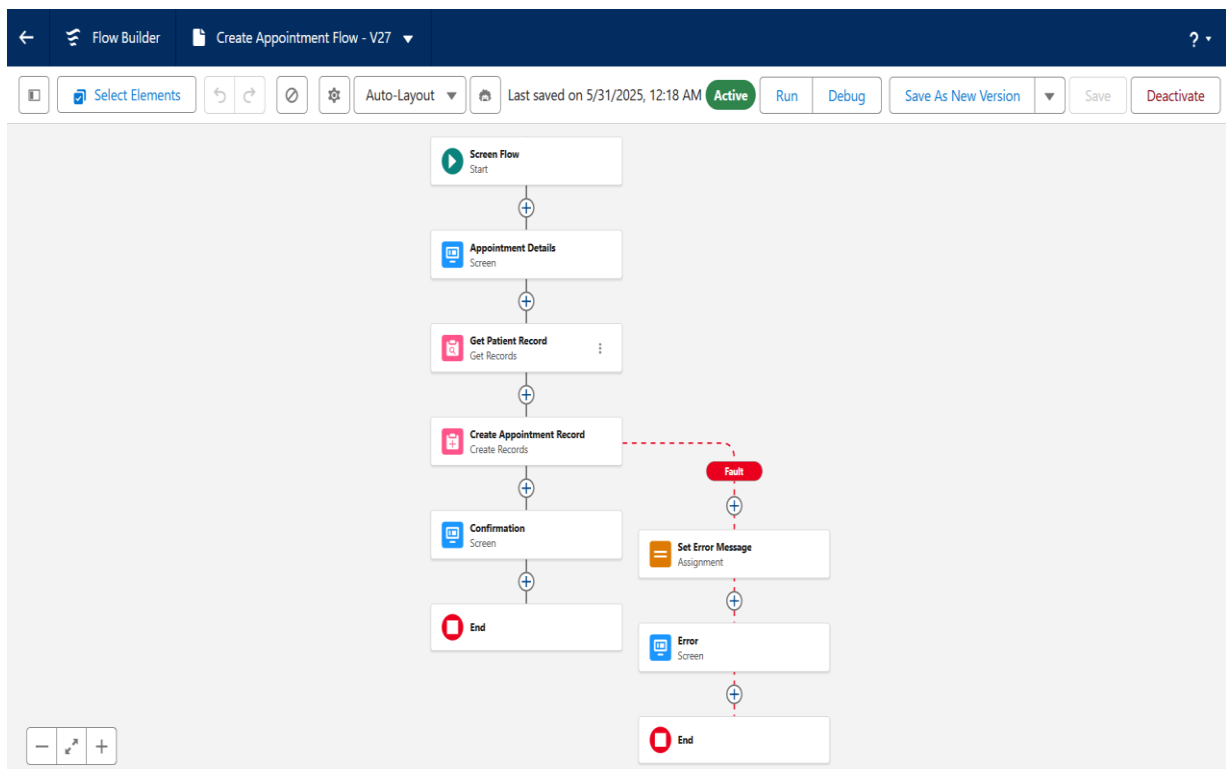 Flow Builder
Create Appointment Flow - V27
?
Select Elements
Auto-Layout
Last saved on 5/31/2025, 12:18 AM
Active
Run
Debug
Save As New Version
Save
Deactivate
Screen Flow
Start
Appointment Details
Screen
Get Patient Record
Get Records
Create Appointment Record
Create Records
Fault
Confirmation
Screen
Set Error Message
Assignment
End
Error
Screen
End